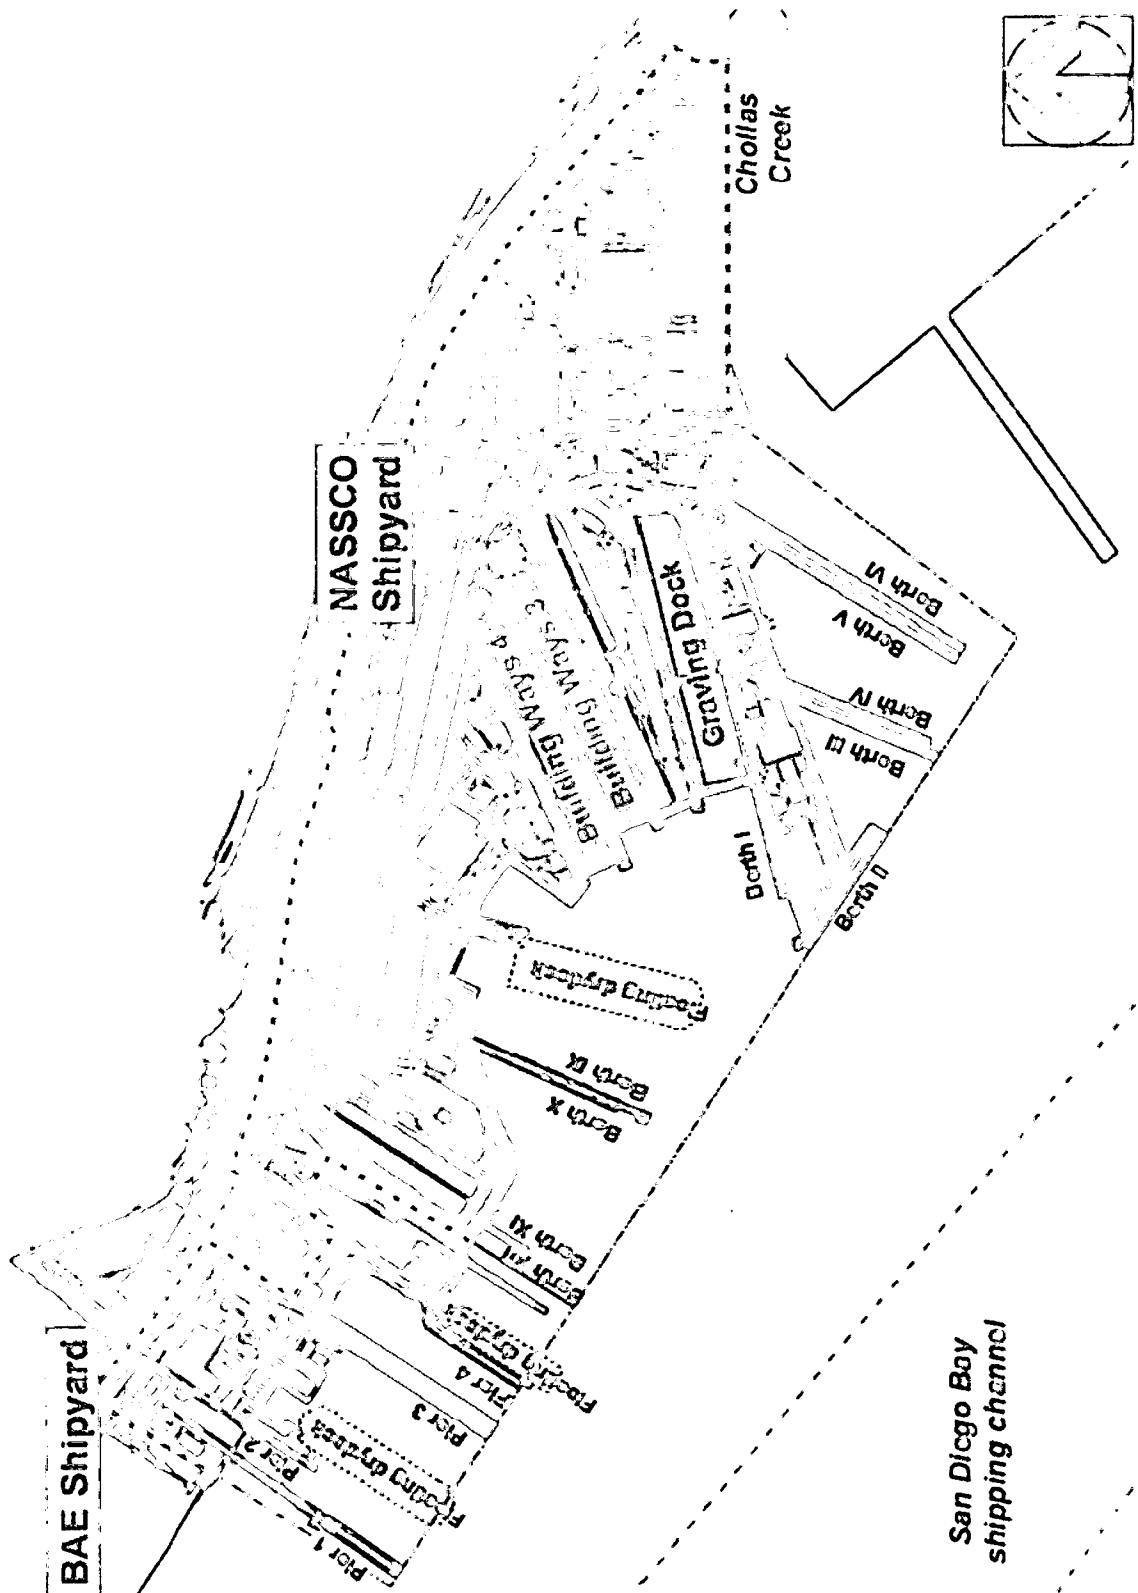 BAE Shipyard
NASSCO
Shipyard
Chollas
Creek
San Diego Bay
shipping channel
Pier 1
Pier 2
Floating drydock
Pier 3
Pier 4
Floating drydock
Berth XII
Berth XI
Berth X
Berth IX
Floating drydock
Building Ways 4
Building Ways 3
Graving Dock
Berth I
Berth II
Berth III
Berth IV
Berth V
Berth VI